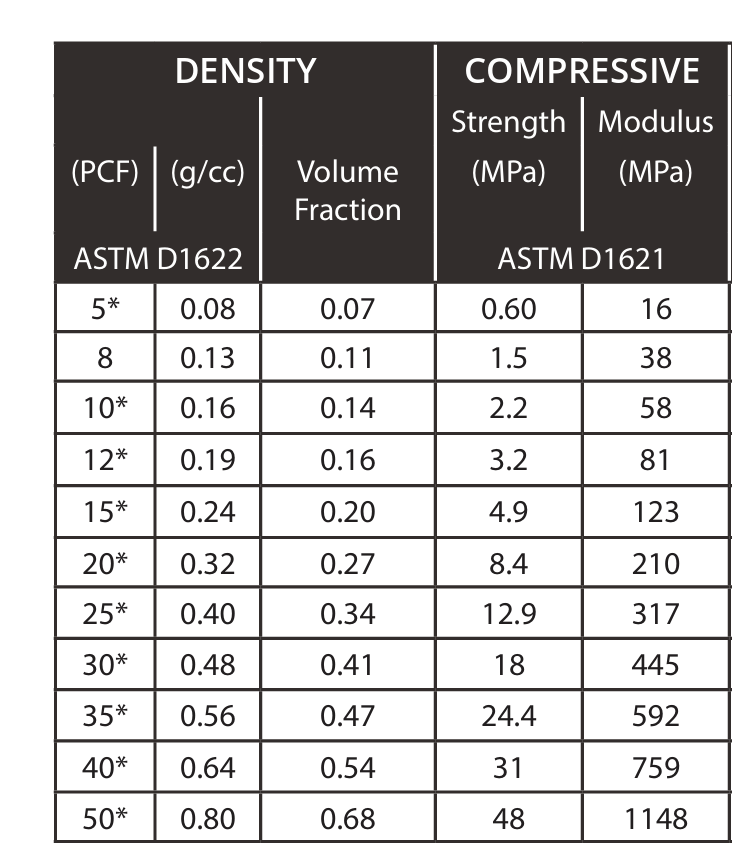 DENSITY COMPRESSIVE
Strength Modulus
(PCF) (g/cc) Volume (MPa) (MPa)
Fraction
ASTM D1622 ASTM D1621
5* 0.08 0.07 0.60 16
8 0.13 0.11 1.5 38
10* 0.16 0.14 2.2 58
12* 0.19 0.16 3.2 81
15* 0.24 0.20 4.9 123
20* 0.32 0.27 8.4 210
25* 0.40 0.34 12.9 317
30* 0.48 0.41 18 445
35* 0.56 0.47 24.4 592
40* 0.64 0.54 31 759
50* 0.80 0.68 48 1148